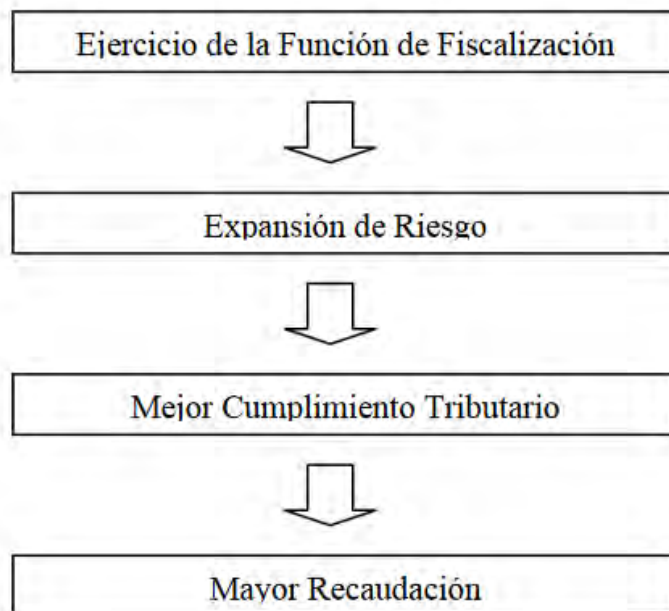 Ejercicio de la Función de Fiscalización
Expansión de Riesgo
Mejor Cumplimiento Tributario
Mayor Recaudación